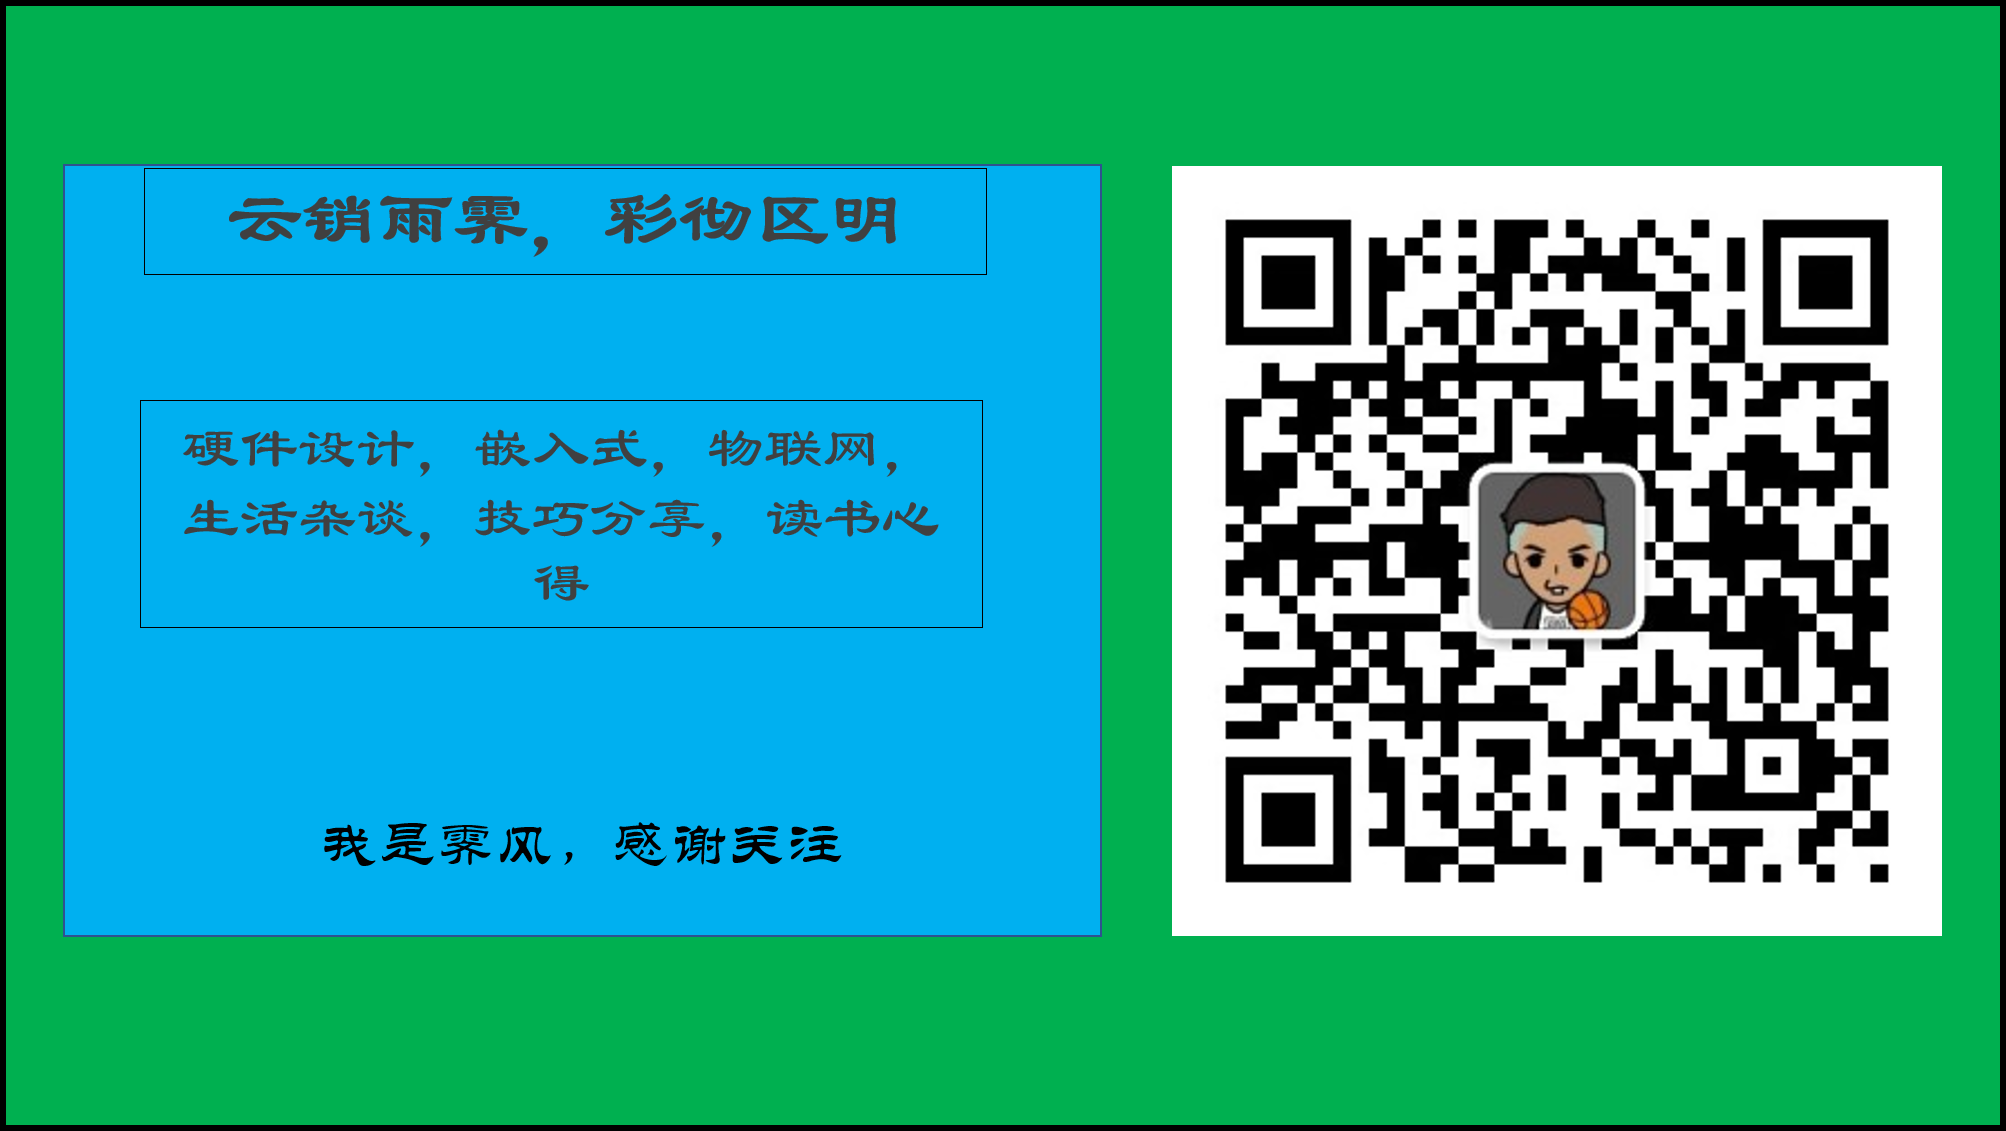 云销雨霁，彩彻区明
硬件设计，嵌入式，物联网，
生活杂谈，技巧分享，读书心
得
我是霁风，感谢关注